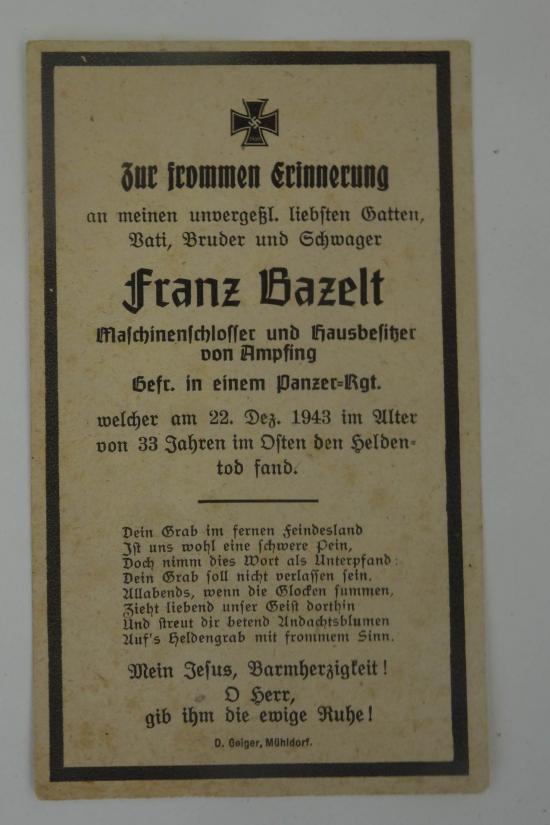 Zur frommen Erinnerung
an meinen unvergeßl. liebsten Gatten,
Vati, Bruder und Schwager
Franz Bazelt
Maschinenschlosser und Hausbesitzer
von Ampfing
Gefr. in einem Panzer-Rgt.
welcher am 22. Dez. 1943 im Alter
von 33 Jahren im Osten den Helden-
tod fand.
Dein Grab im fernen Feindesland
Ist uns wohl eine schwere Pein,
Doch nimm dies Wort als Unterpfand:
Dein Grab soll nicht verlassen sein.
Allabends, wenn die Glocken summen,
Zieht liebend unser Geist dorthin
Und streut dir betend Andachtsblumen
Auf's Heldengrab mit frommem Sinn.
Mein Jesus, Barmherzigkeit!
O Herr,
gib ihm die ewige Ruhe!
D. Geiger, Mühldorf.